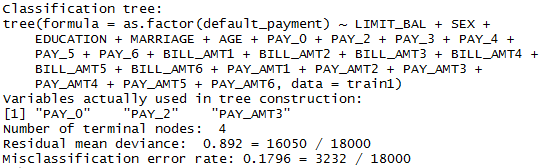 Classification tree:
tree(formula = as.factor(default_payment) ~ LIMIT_BAL + SEX +
EDUCATION + MARRIAGE + AGE + PAY_0 + PAY_2 + PAY_3 + PAY_4 +
PAY_5 + PAY_6 + BILL_AMT1 + BILL_AMT2 + BILL_AMT3 + BILL_AMT4 +
BILL_AMT5 + BILL_AMT6 + PAY_AMT1 + PAY_AMT2 + PAY_AMT3 +
PAY_AMT4 + PAY_AMT5 + PAY_AMT6, data = train1)
Variables actually used in tree construction:
[1] "PAY_0" "PAY_2" "PAY_AMT3"
Number of terminal nodes: 4
Residual mean deviance: 0.892 = 16050 / 18000
Misclassification error rate: 0.1796 = 3232 / 18000